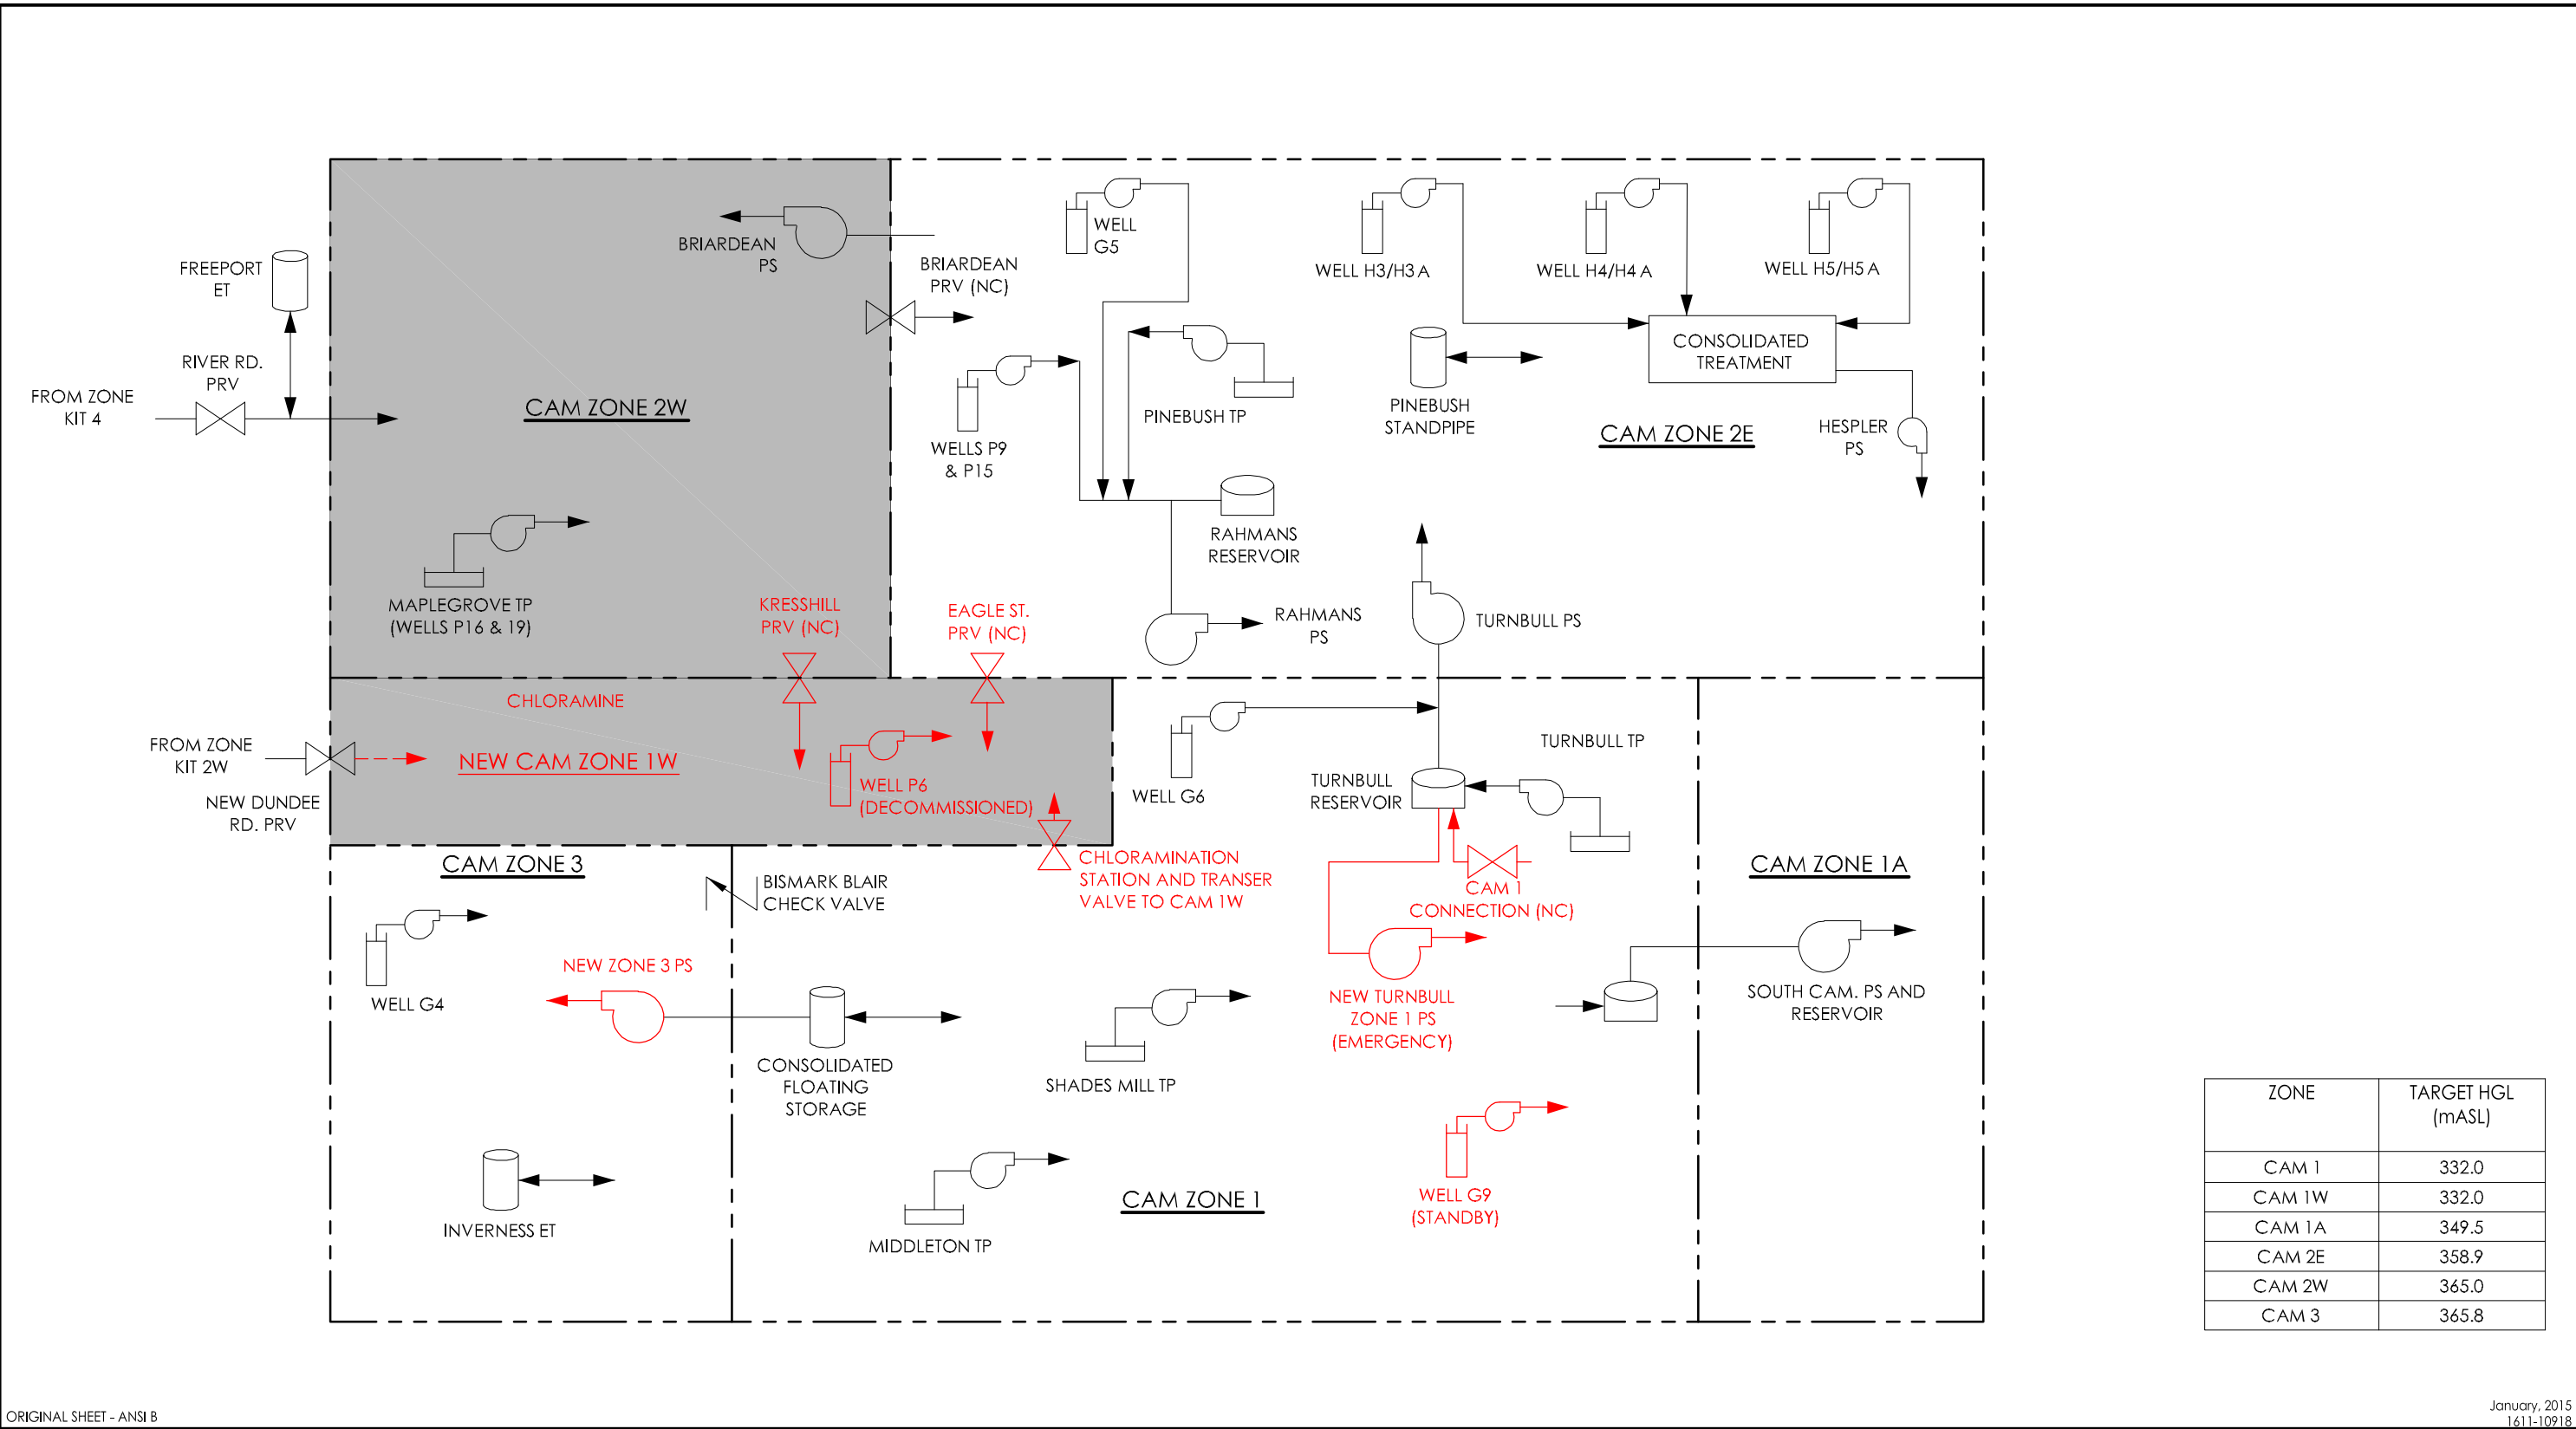 BRIARDEAN
PS
FREEPORT
ET
BRIARDEAN
PRV (NC)
RIVER RD.
PRV
FROM ZONE
KIT 4
CAM ZONE 2W
MAPLEGROVE TP
(WELLS P16 & 19)
KRESSHILL
PRV (NC)
EAGLE ST.
PRV (NC)
WELL
G5
WELL H3/H3 A
WELL H4/H4 A
WELL H5/H5 A
CONSOLIDATED
TREATMENT
PINEBUSH TP
PINEBUSH
STANDPIPE
WELLS P9
& P15
CAM ZONE 2E
HESPLER
PS
RAHMANS
RESERVOIR
RAHMANS
PS
TURNBULL PS
CHLORAMINE
FROM ZONE
KIT 2W
NEW CAM ZONE 1W
NEW DUNDEE
RD. PRV
WELL P6
(DECOMMISSIONED)
WELL G6
TURNBULL TP
TURNBULL
RESERVOIR
CAM ZONE 3
BISMARK BLAIR
CHECK VALVE
CHLORAMINATION
STATION AND TRANSER
VALVE TO CAM 1W
CAM 1
CONNECTION (NC)
CAM ZONE 1A
WELL G4
NEW ZONE 3 PS
CONSOLIDATED
FLOATING
STORAGE
SHADES MILL TP
NEW TURNBULL
ZONE 1 PS
(EMERGENCY)
SOUTH CAM. PS AND
RESERVOIR
INVERNESS ET
MIDDLETON TP
CAM ZONE 1
WELL G9
(STANDBY)
ZONE TARGET HGL
(mASL)
CAM 1 332.0
CAM 1W 332.0
CAM 1A 349.5
CAM 2E 358.9
CAM 2W 365.0
CAM 3 365.8
ORIGINAL SHEET - ANSI B
January, 2015
1611-10918